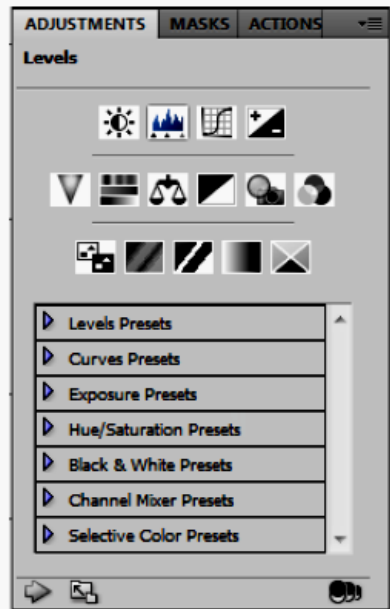 ADJUSTMENTS MASKS ACTIONS
Levels
Levels Presets
Curves Presets
Exposure Presets
Hue/Saturation Presets
Black & White Presets
Channel Mixer Presets
Selective Color Presets